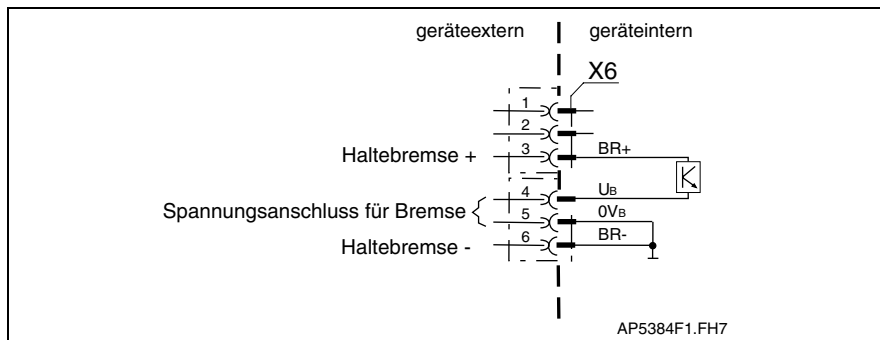 geräteextern geräteintern
X6
1
2
Haltebremse + 3 BR+
4 UB
Spannungsanschluss für Bremse
5 0VB
Haltebremse - 6 BR-
AP5384F1.FH7